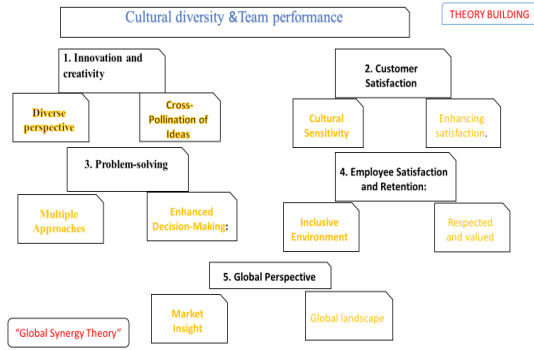 Cultural diversity &Team performance
THEORY BUILDING
1. Innovation and
creativity
Diverse
perspective
Cross-
Pollination of
Ideas
2. Customer
Satisfaction
Cultural
Sensitivity
Enhancing
satisfaction.
3. Problem-solving
Multiple
Approaches
Enhanced
Decision-Making:
4. Employee Satisfaction
and Retention:
Inclusive
Environment
Respected
and valued
5. Global Perspective
Market
Insight
Global landscape
"Global Synergy Theory"